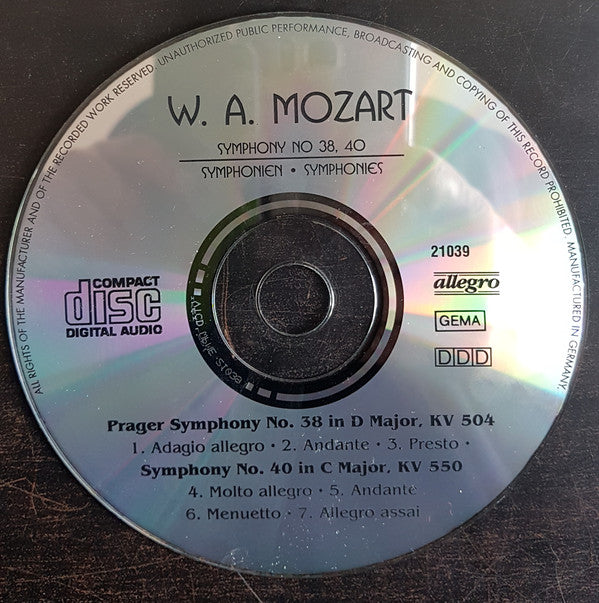 ALL RIGHTS OF THE MANUFACTURER AND OF THE RECORDED WORK RESERVED. UNAUTHORIZED PUBLIC PERFORMANCE, BROADCASTING AND COPYING OF THIS RECORD PROHIBITED. MANUFACTURED IN GERMANY.
W. A. MOZART
SYMPHONY NO 38, 40
SYMPHONIEN · SYMPHONIES
21039
COMPACT
disc
DIGITAL AUDIO
allegro
GEMA
DDD
Prager Symphony No. 38 in D Major, KV 504
1. Adagio allegro · 2. Andante · 3. Presto ·
Symphony No. 40 in C Major, KV 550
4. Molto allegro · 5. Andante
6. Menuetto · 7. Allegro assai